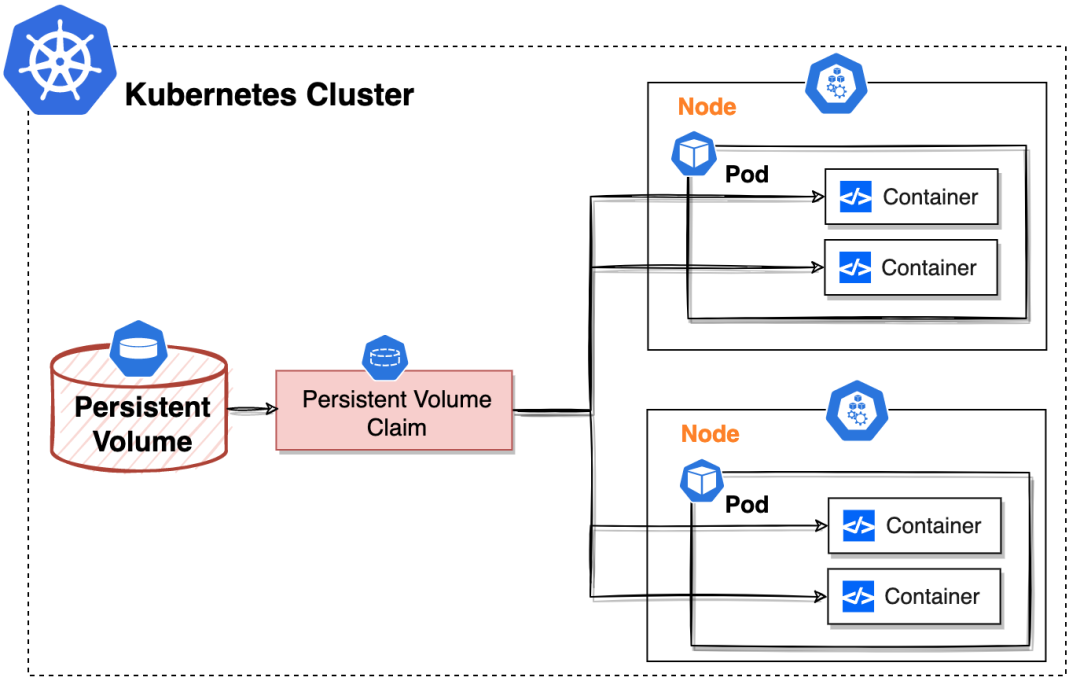 Kubernetes Cluster
Node
Pod
</> Container
</> Container
Persistent
Volume
Persistent Volume
Claim
Node
Pod
</> Container
</> Container